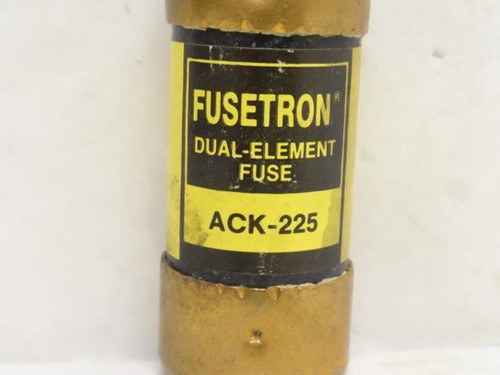 FUSETRON®
DUAL-ELEMENT
FUSE
ACK-225